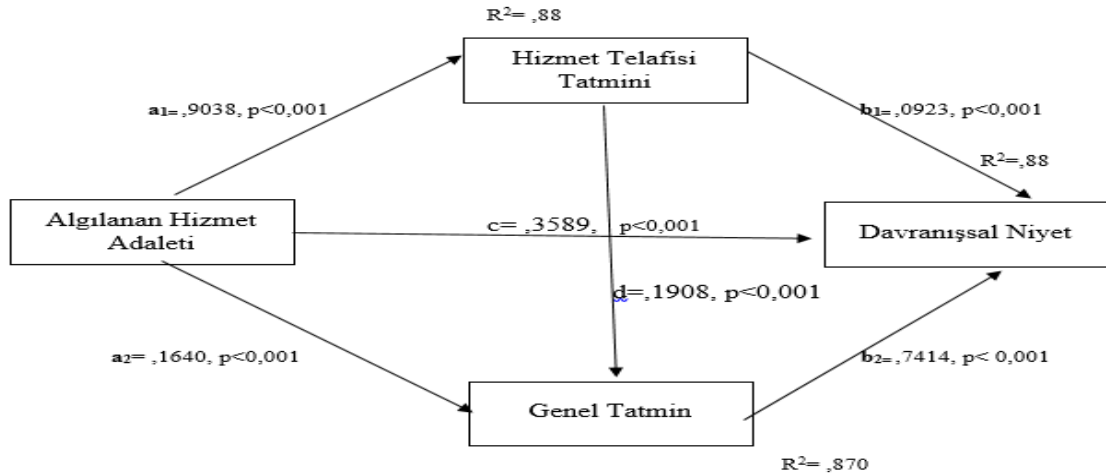 R²= ,88
Hizmet Telafisi
Tatmini
a₁=,9038, p<0,001
b₁=,0923, p<0,001
R²=,88
Algılanan Hizmet
Adaleti
c= ,3589, p<0,001
Davranışsal Niyet
d=,1908, p<0,001
a₂= ,1640, p<0,001
b₂=,7414, p< 0,001
Genel Tatmin
R²= ,870